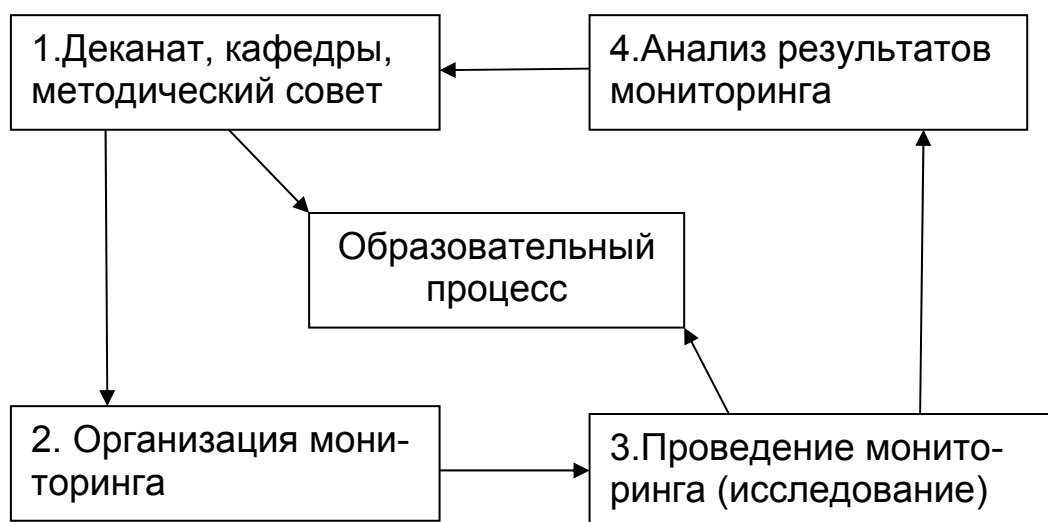 1.Деканат, кафедры,
методический совет
4.Анализ результатов
мониторинга
Образовательный
процесс
2. Организация мони-
торинга
3.Проведение монито-
ринга (исследование)